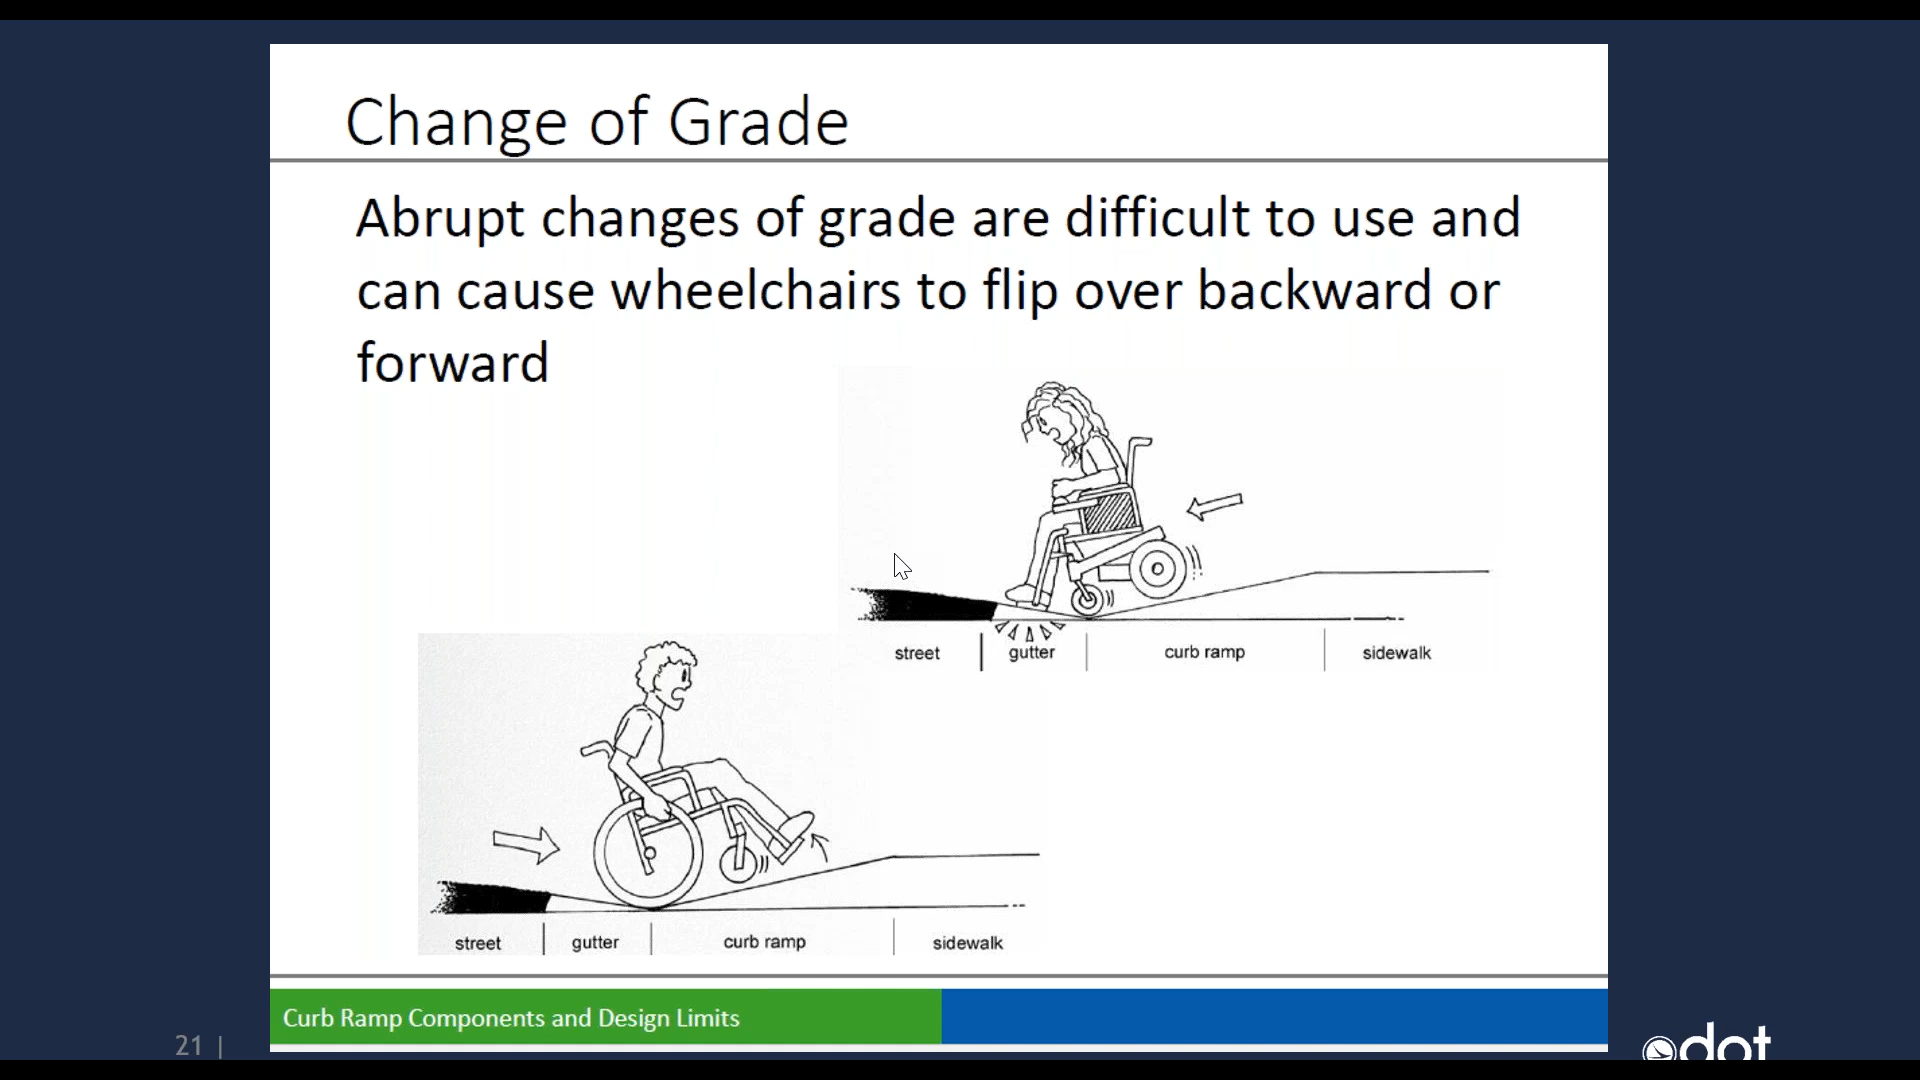 Change of Grade
Abrupt changes of grade are difficult to use and
can cause wheelchairs to flip over backward or
forward
street gutter curb ramp sidewalk
street gutter curb ramp sidewalk
Curb Ramp Components and Design Limits
21 |
dot